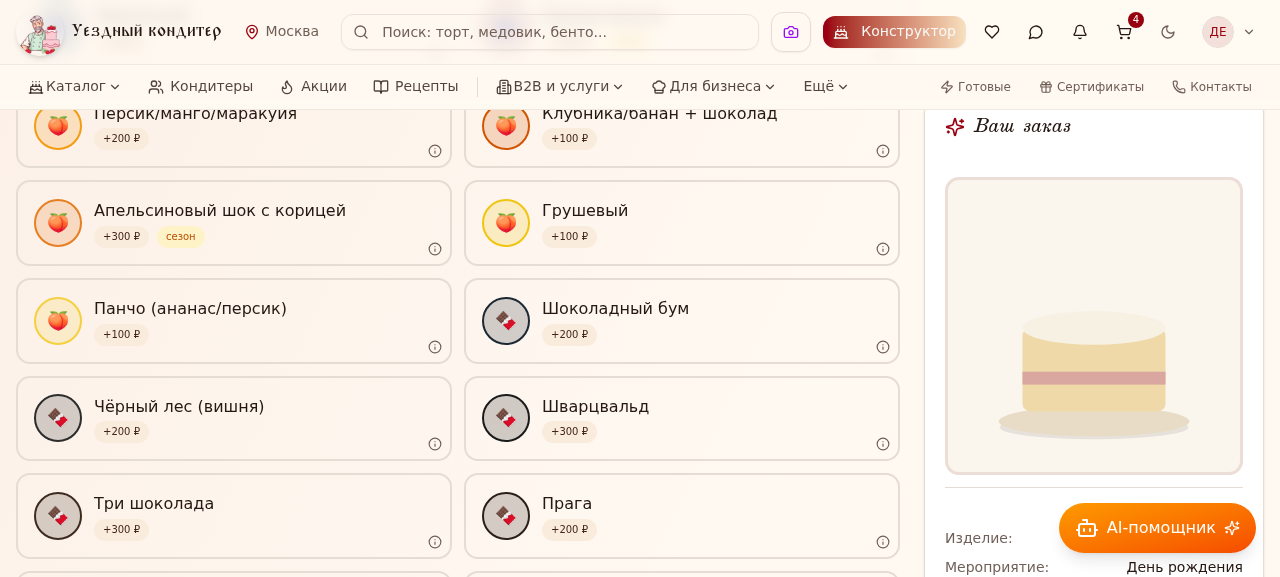 Уездный кондитер
Москва
Поиск: торт, медовик, бенто...
Конструктор
4
ДЕ
Каталог
Кондитеры
Акции
Рецепты
B2B и услуги
Для бизнеса
Ещё
Готовые
Сертификаты
Контакты
Персик/манго/маракуйя
+200 ₽
Клубника/банан + шоколад
+100 ₽
Апельсиновый шок с корицей
+300 ₽ сезон
Грушевый
+100 ₽
Панчо (ананас/персик)
+100 ₽
Шоколадный бум
+200 ₽
Чёрный лес (вишня)
+200 ₽
Шварцвальд
+300 ₽
Три шоколада
+300 ₽
Прага
+200 ₽
Ваш заказ
AI-помощник
Изделие:
Мероприятие: День рождения